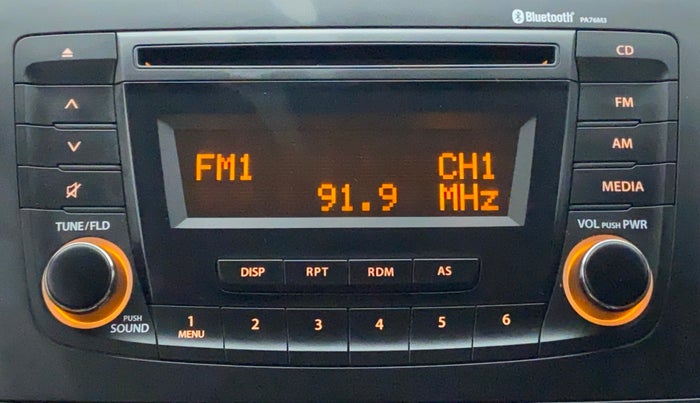 Bluetooth PA76M3
CD
FM
AM
MEDIA
FM1 CH1
91.9 MHz
TUNE/FLD
VOL PUSH PWR
DISP RPT RDM AS
PUSH
SOUND
1 2 3 4 5 6
MENU